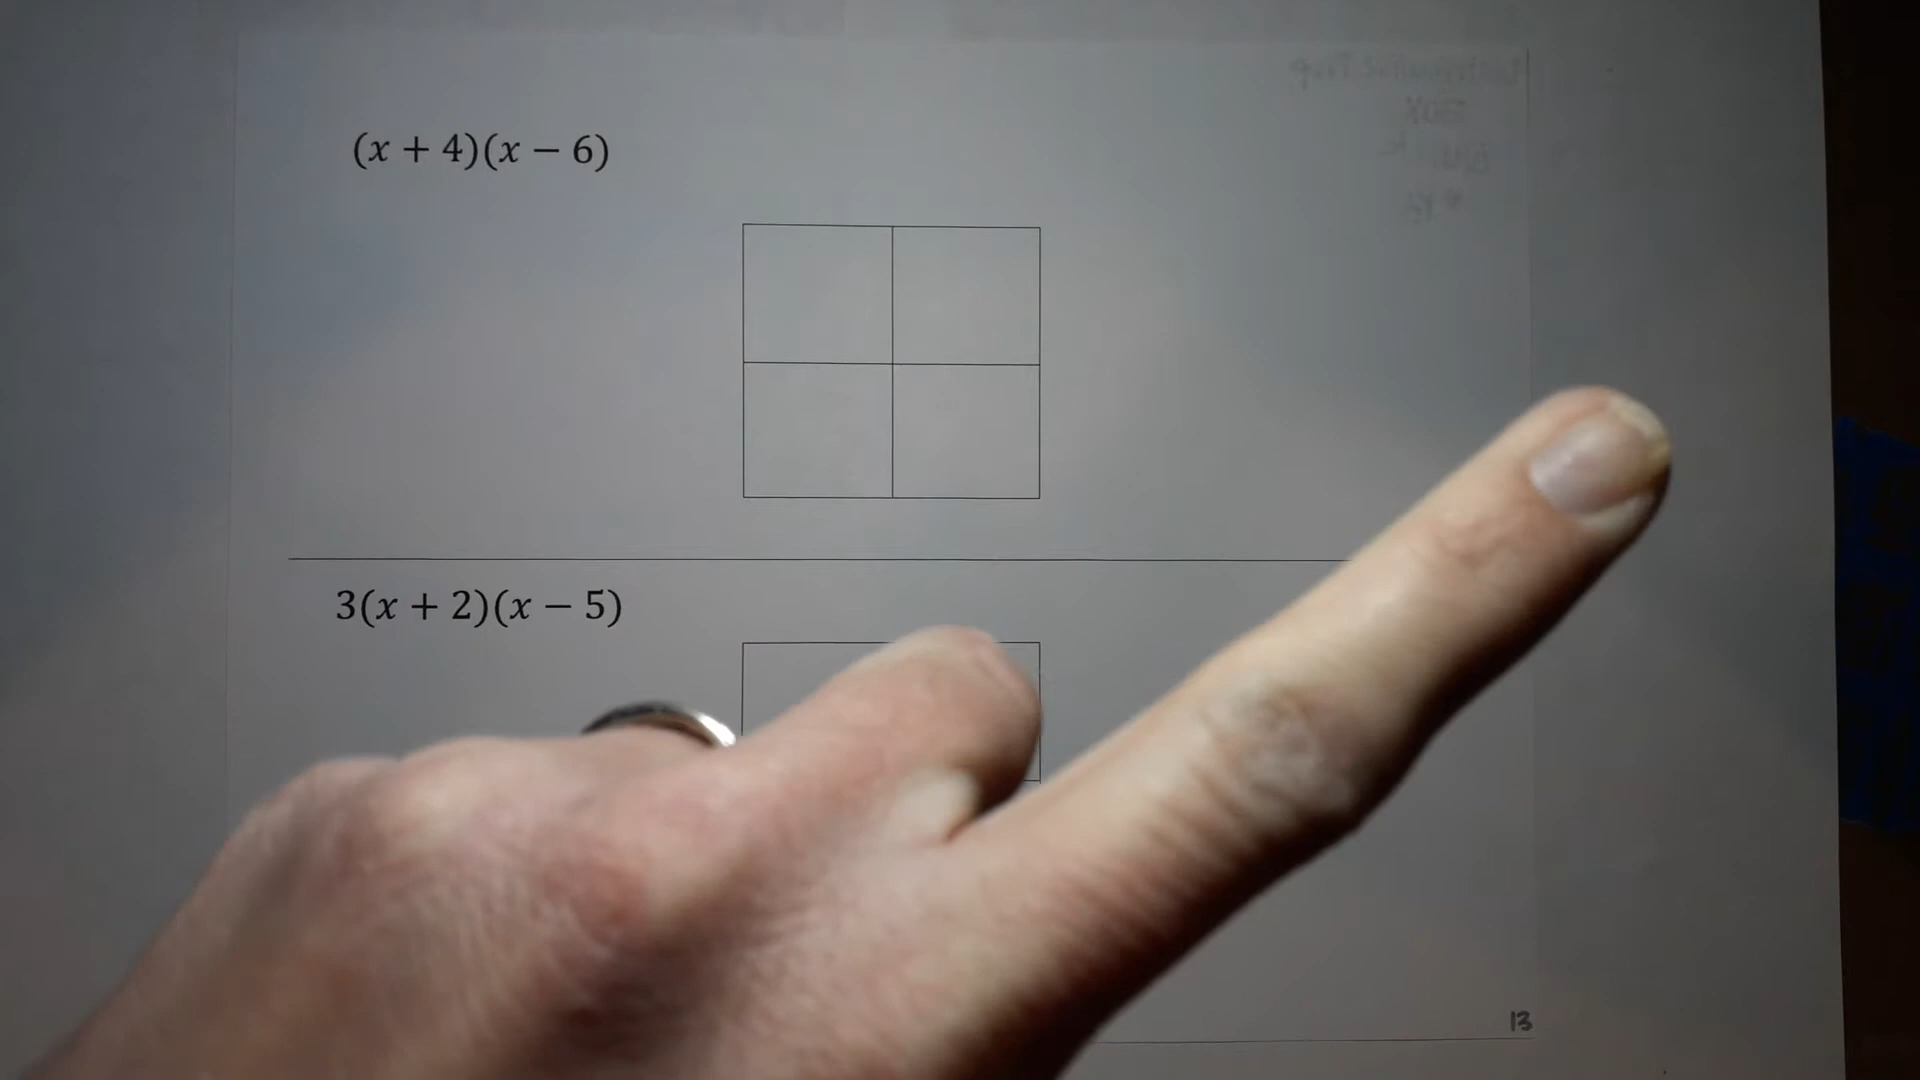 (x + 4)(x − 6)
3(x + 2)(x − 5)
13